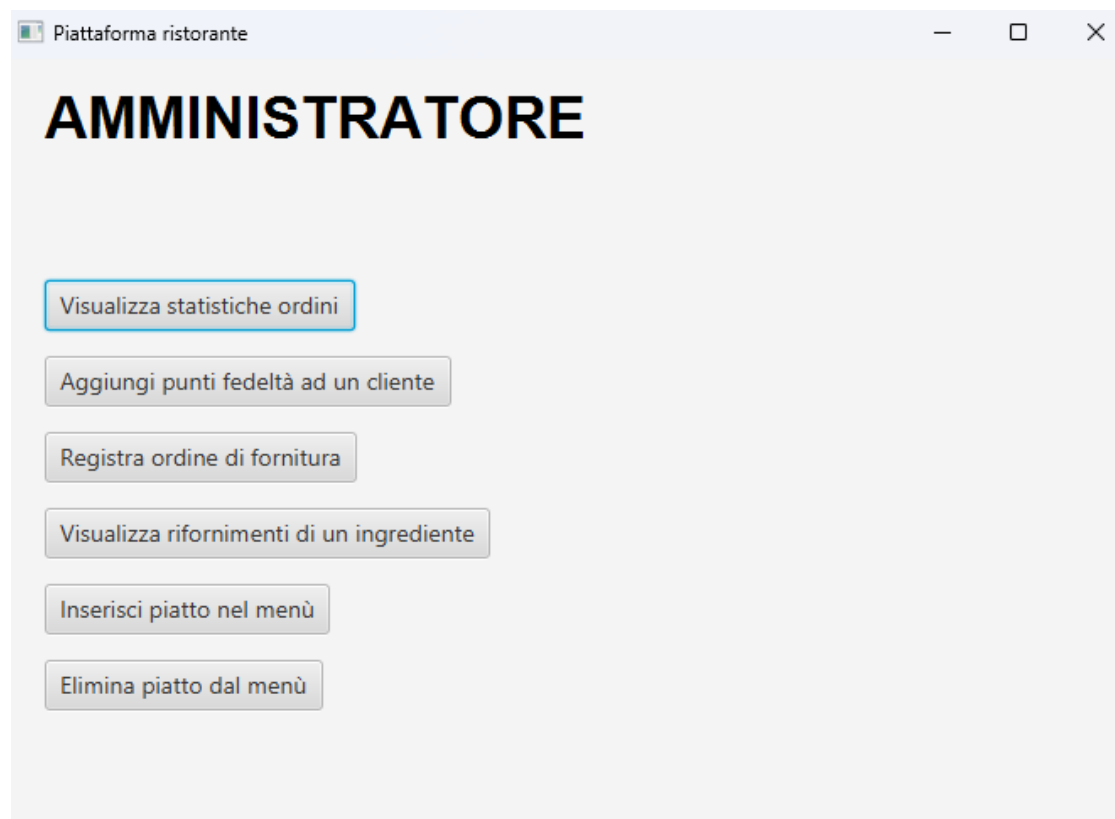 Piattaforma ristorante
AMMINISTRATORE
Visualizza statistiche ordini
Aggiungi punti fedeltà ad un cliente
Registra ordine di fornitura
Visualizza rifornimenti di un ingrediente
Inserisci piatto nel menù
Elimina piatto dal menù